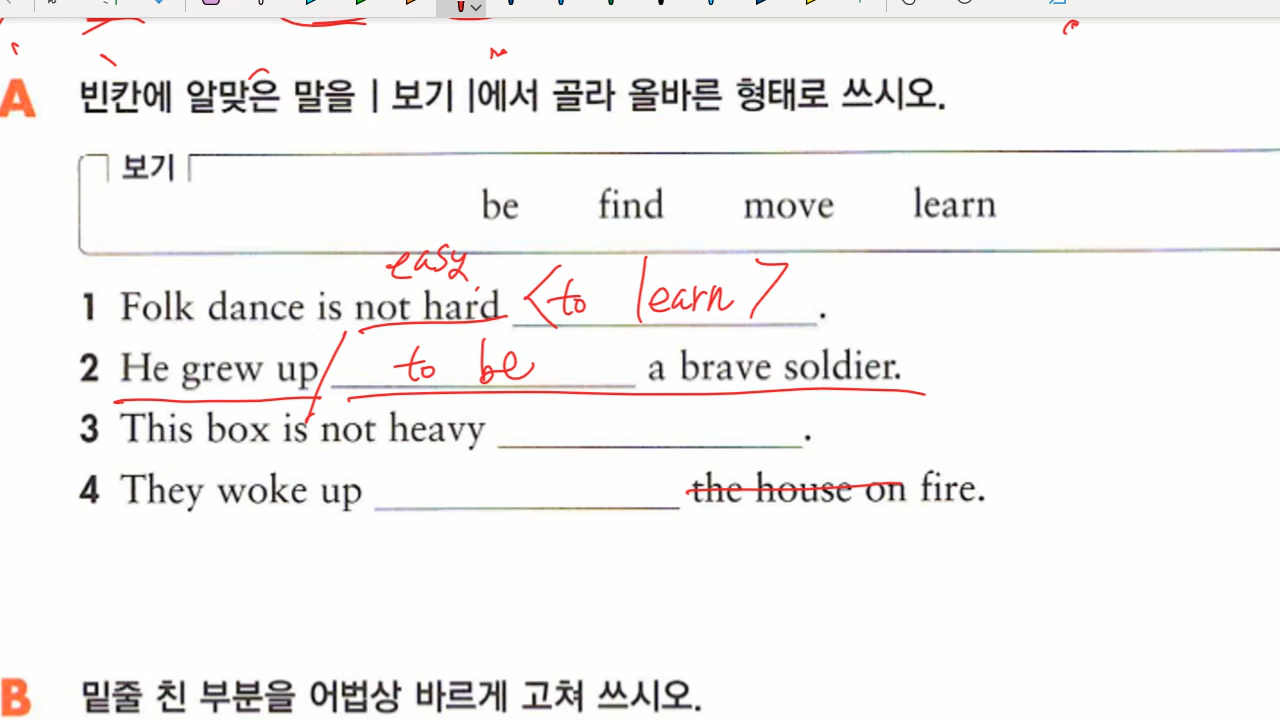 A 빈칸에 알맞은 말을 | 보기 |에서 골라 올바른 형태로 쓰시오.
보기
be find move learn
easy
1 Folk dance is not hard <to learn>.
2 He grew up / to be a brave soldier.
3 This box is not heavy ____________.
4 They woke up ____________ the house on fire.
B 밑줄 친 부분을 어법상 바르게 고쳐 쓰시오.